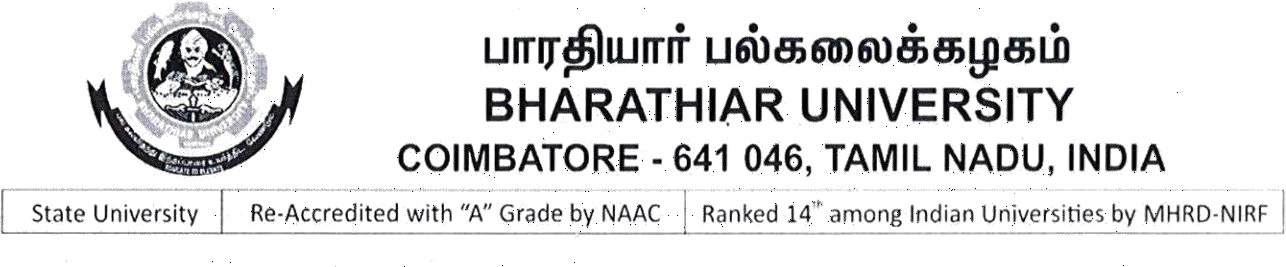 பாரதியார் பல்கலைக்கழகம்
BHARATHIAR UNIVERSITY
COIMBATORE - 641 046, TAMIL NADU, INDIA
State University
Re-Accredited with "A" Grade by NAAC
Ranked 14th among Indian Universities by MHRD-NIRF